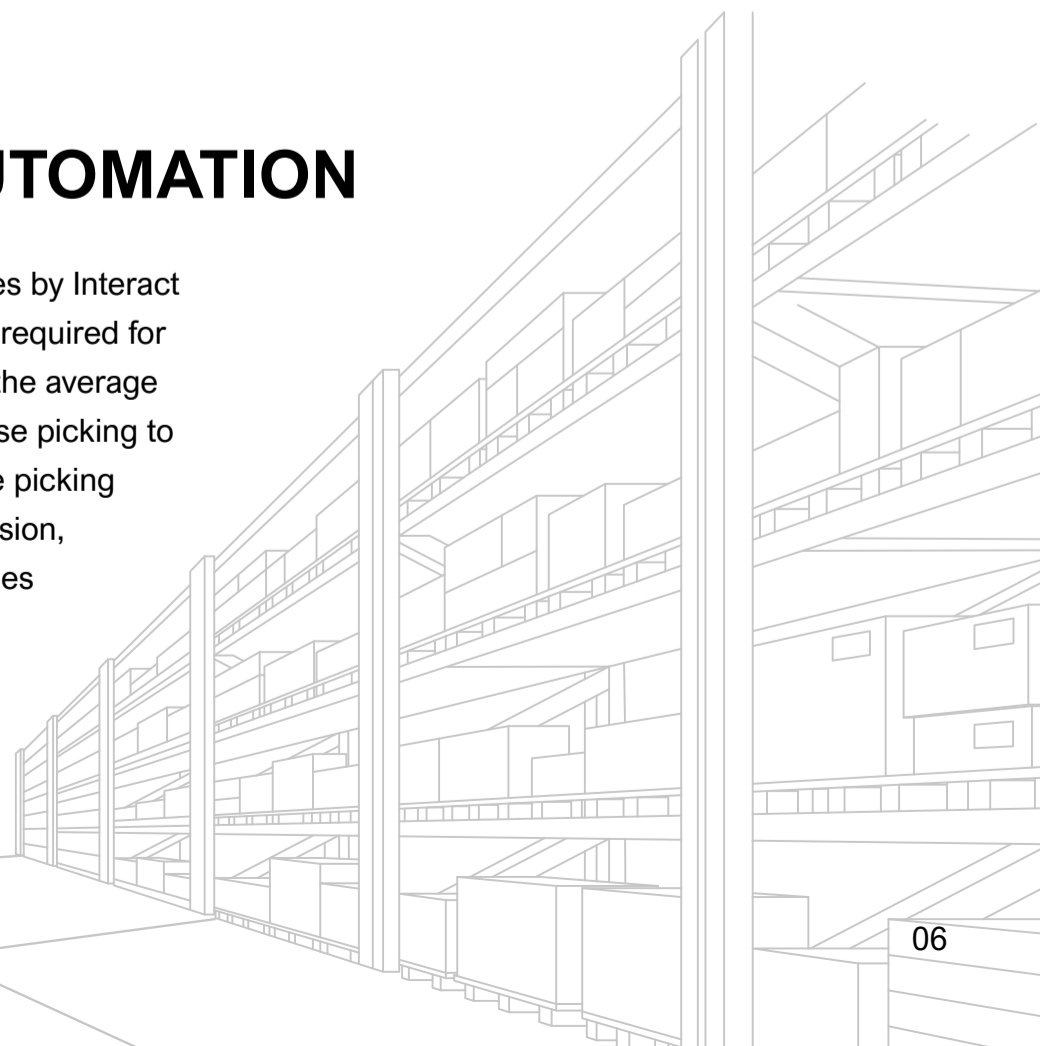 UTOMATION
es by Interact
required for
the average
se picking to
e picking
sion,
es
06